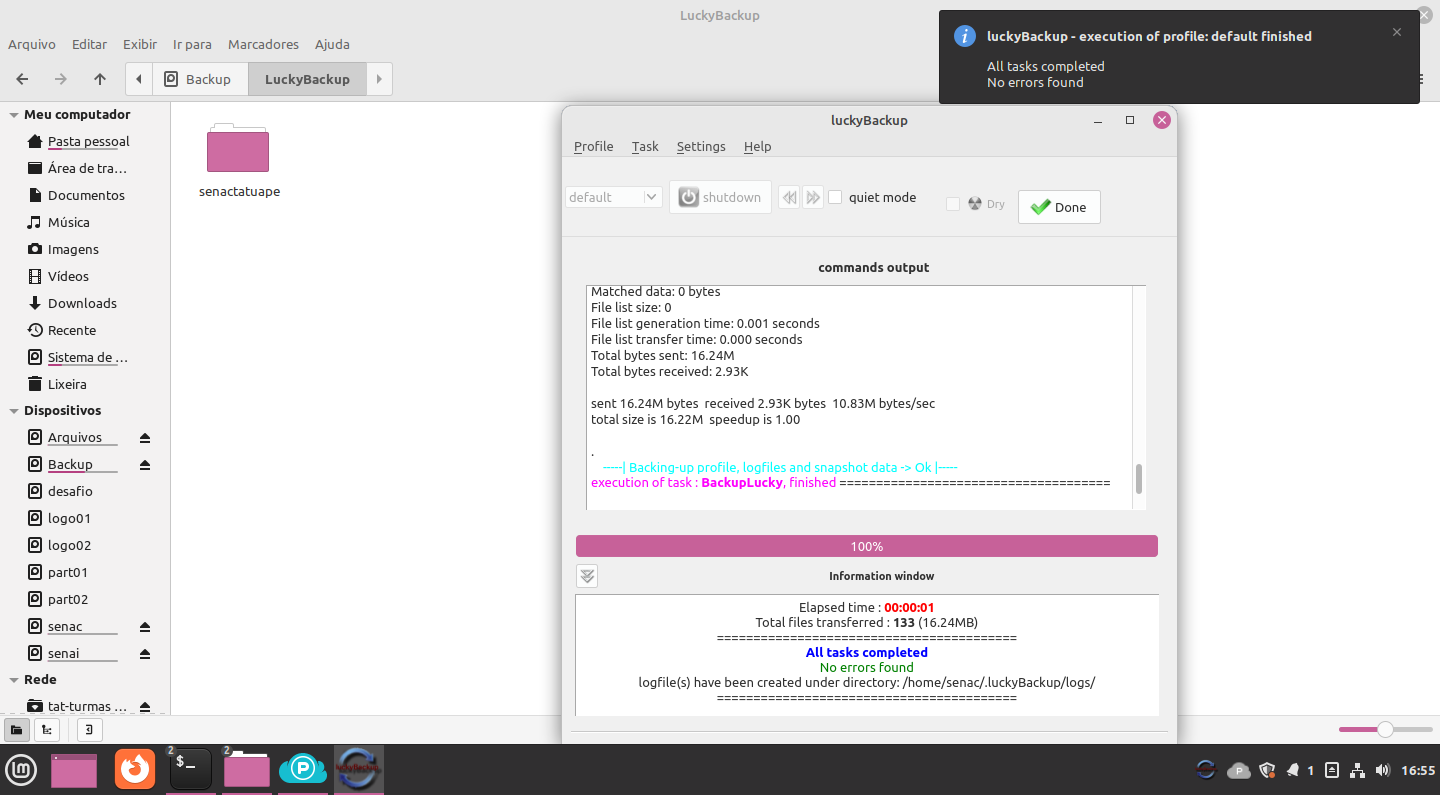 LuckyBackup
Arquivo Editar Exibir Ir para Marcadores Ajuda
Backup LuckyBackup
luckyBackup - execution of profile: default finished
All tasks completed
No errors found
Meu computador
Pasta pessoal
Área de tra...
Documentos
Música
Imagens
Vídeos
Downloads
Recente
Sistema de ...
Lixeira
Dispositivos
Arquivos
Backup
desafio
logo01
logo02
part01
part02
senac
senai
Rede
tat-turmas ...
senactatuape
luckyBackup
Profile Task Settings Help
default shutdown quiet mode Dry Done
commands output
Matched data: 0 bytes
File list size: 0
File list generation time: 0.001 seconds
File list transfer time: 0.000 seconds
Total bytes sent: 16.24M
Total bytes received: 2.93K
sent 16.24M bytes  received 2.93K bytes  10.83M bytes/sec
total size is 16.22M  speedup is 1.00
.
-----| Backing-up profile, logfiles and snapshot data -> Ok |-----
execution of task : BackupLucky, finished =====================================
100%
Information window
Elapsed time : 00:00:01
Total files transferred : 133 (16.24MB)
=========================================
All tasks completed
No errors found
logfile(s) have been created under directory: /home/senac/.luckyBackup/logs/
=========================================
2 $_ 2 P P 1 16:55